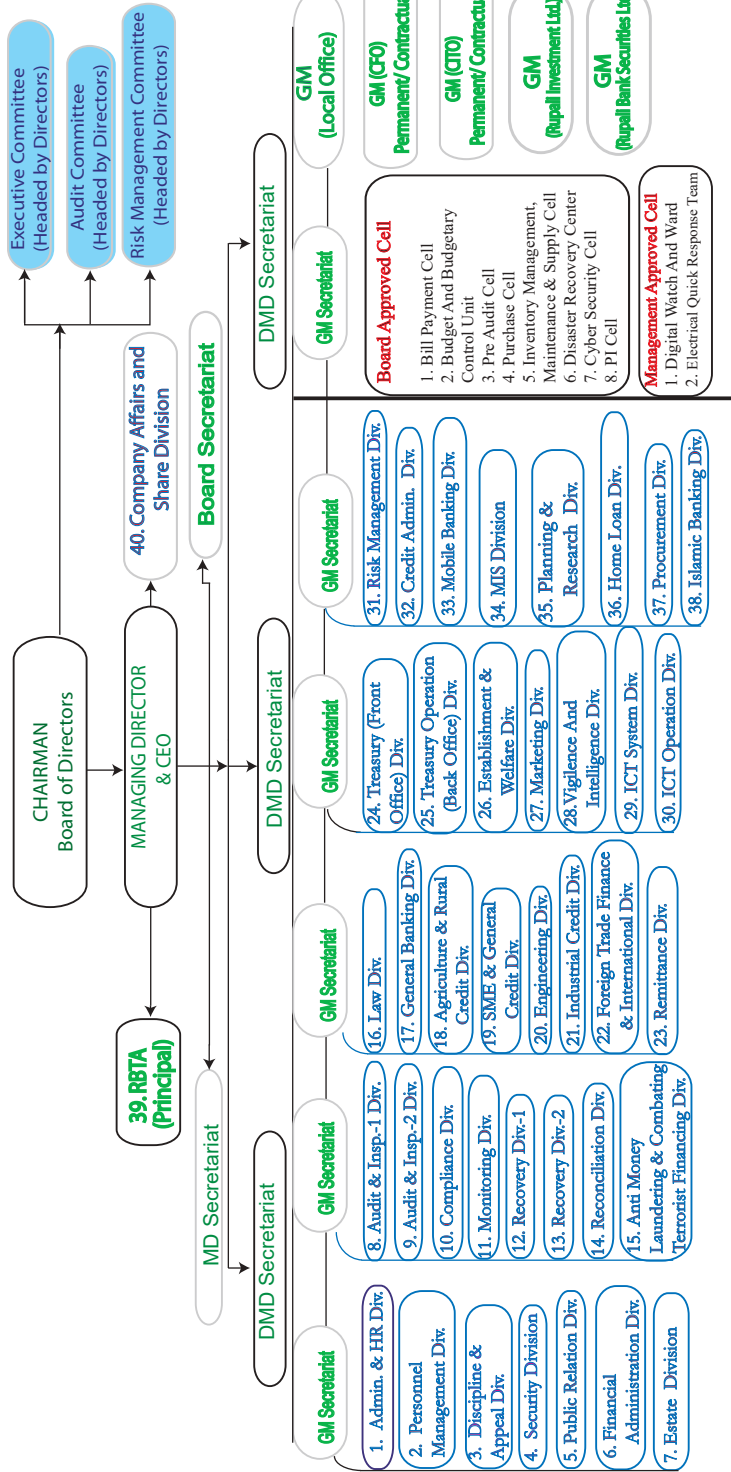 CHAIRMAN
Board of Directors
Executive Committee
(Headed by Directors)
Audit Committee
(Headed by Directors)
Risk Management Committee
(Headed by Directors)
MANAGING DIRECTOR
& CEO
39.RBTA
(Principal)
40.Company Affairs and
Share Division
MD Secretariat
Board Secretariat
DMD Secretariat
DMD Secretariat
DMD Secretariat
GM Secretariat
1. Admin. & HR Div.
2. Personnel
Management Div.
3. Discipline &
Appeal Div.
4. Security Division
5. Public Relation Div.
6. Financial
Administration Div.
7. Estate Division
GM Secretariat
8. Audit & Insp.-1 Div.
9. Audit & Insp.-2 Div.
10. Compliance Div.
11. Monitoring Div.
12. Recovery Div.-1
13. Recovery Div.-2
14. Reconciliation Div.
15. Anti Money
Laundering & Combating
Terrorist Financing Div.
GM Secretariat
16. Law Div.
17. General Banking Div.
18. Agriculture & Rural
Credit Div.
19. SME & General
Credit Div.
20. Engineering Div.
21. Industrial Credit Div.
22. Foreign Trade Finance
& International Div.
23. Remittance Div.
GM Secretariat
24. Treasury (Front
Office) Div.
25. Treasury Operation
(Back Office) Div.
26. Establishment &
Welfare Div.
27. Marketing Div.
28.Vigilence And
Intelligence Div.
29. ICT System Div.
30. ICT Operation Div.
GM Secretariat
31. Risk Management Div.
32. Credit Admin. Div.
33. Mobile Banking Div.
34. MIS Division
35. Planning &
Research Div.
36. Home Loan Div.
37. Procurement Div.
38. Islamic Banking Div.
GM Secretariat
Board Approved Cell
1. Bill Payment Cell
2. Budget And Budgetary
Control Unit
3. Pre Audit Cell
4. Purchase Cell
5. Inventory Management,
Maintenance & Supply Cell
6. Disaster Recovery Center
7. Cyber Security Cell
8. PI Cell
Management Approved Cell
1. Digital Watch And Ward
2. Electrical Quick Response Team
GM
(Local Office)
GM (CFO)
Permanent/ Contractua
GM (CITO)
Permanent/ Contractua
GM
(Rupali Investment Ltd.)
GM
(Rupali Bank Securities Ltd